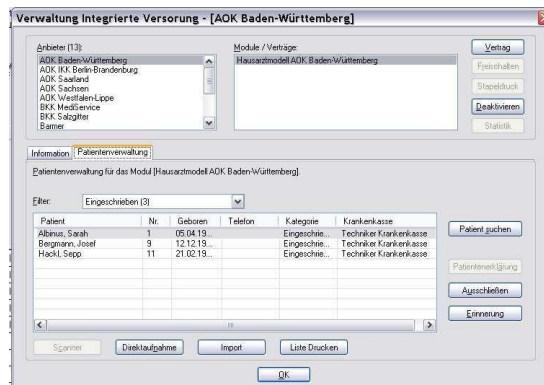 Verwaltung Integrierte Versorung - [AOK Baden-Württemberg]
Anbieter (13):
AOK Baden-Württemberg
AOK IKK Berlin-Brandenburg
AOK Saarland
AOK Sachsen
AOK Westfalen-Lippe
BKK MediService
BKK Salzgitter
Barmer
Module / Verträge:
Hausarztmodell AOK Baden-Württemberg
Vertrag
Freischalten
Stapeldruck
Deaktivieren
Statistik
Information Patientenverwaltung
Patientenverwaltung für das Modul [Hausarztmodell AOK Baden-Württemberg].
Filter: Eingeschrieben (3)
Patient Nr. Geboren Telefon Kategorie Krankenkasse
Albinus, Sarah 1 05.04.19... Eingeschrie... Techniker Krankenkasse
Bergmann, Josef 9 12.12.19... Eingeschrie... Techniker Krankenkasse
Hackl, Sepp 11 21.02.19... Eingeschrie... Techniker Krankenkasse
Patient suchen
Patientenerklärung
Ausschließen
Erinnerung
Scanner Direktaufnahme Import Liste Drucken
OK